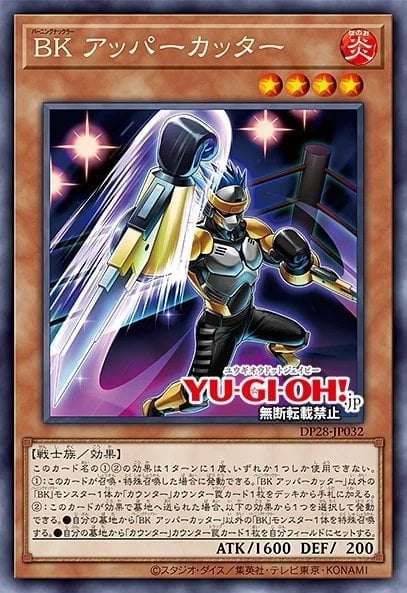 バーニングナックラー
BK アッパーカッター
ほのお
炎
ユウギオウドットジェイピー
YU-GI-OH!.jp
無断転載禁止
DP28-JP032
【戦士族/効果】
このカード名の①②の効果は1ターンに1度、いずれか1つしか使用できない。
①:このカードが召喚・特殊召喚した場合に発動できる。「BK アッパーカッター」以外の
「BK」モンスター1体か「カウンター」カウンター罠カード1枚をデッキから手札に加える。
②:このカードが効果で墓地へ送られた場合、以下の効果から1つを選択して発動
できる。●自分の墓地から「BK アッパーカッター」以外の「BK」モンスター1体を特殊召喚
する。●自分の墓地から「カウンター」カウンター罠カード1枚を自分フィールドにセットする。
ATK/1600 DEF/ 200
©スタジオ・ダイス/集英社・テレビ東京・KONAMI